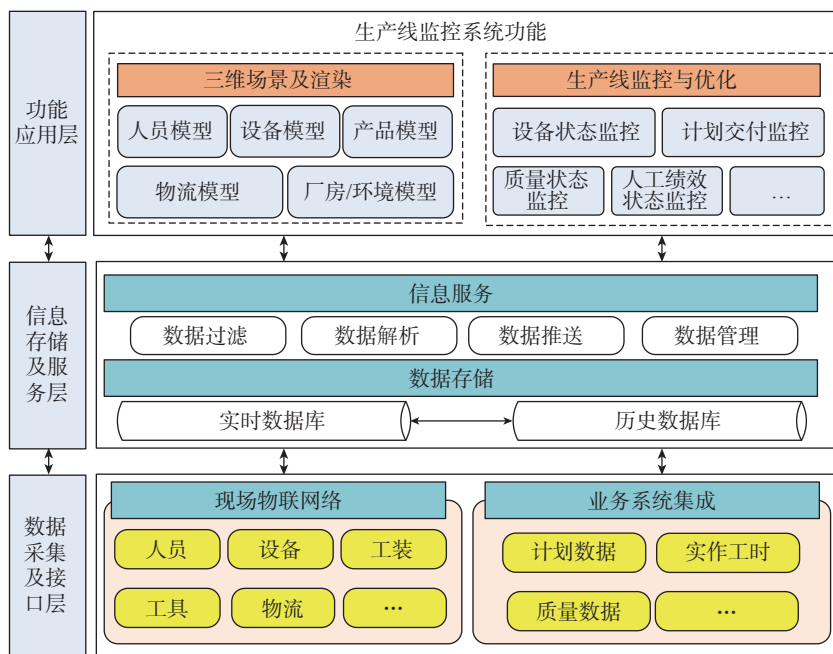 生产线监控系统功能
功能
应用层
三维场景及渲染
生产线监控与优化
人员模型
设备模型
产品模型
设备状态监控
计划交付监控
物流模型
厂房/环境模型
质量状态
监控
人工绩效
状态监控
…
信息
存储
及服
务层
信息服务
数据过滤
数据解析
数据推送
数据管理
数据存储
实时数据库
历史数据库
数据
采集
及接
口层
现场物联网络
业务系统集成
人员
设备
工装
计划数据
实作工时
工具
物流
…
质量数据
…